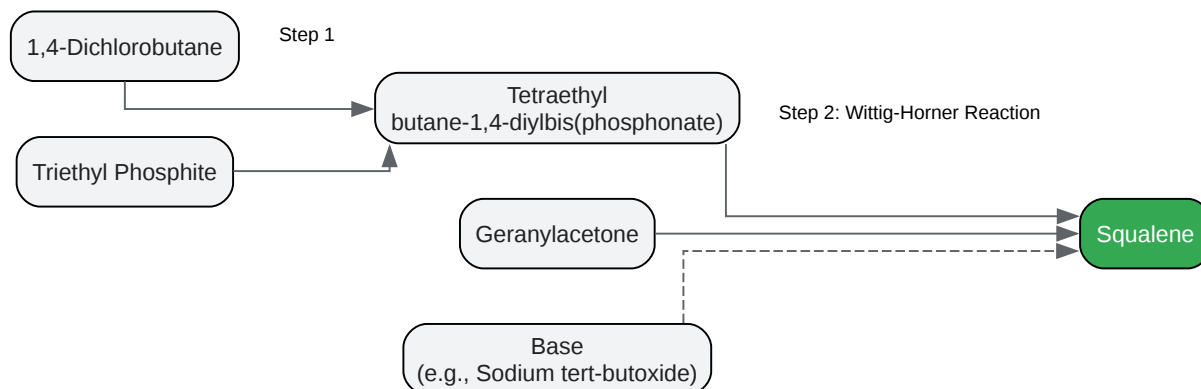 1,4-Dichlorobutane
Step 1
Tetraethyl
butane-1,4-diylbis(phosphonate)
Step 2: Wittig-Horner Reaction
Triethyl Phosphite
Geranylacetone
Squalene
Base
(e.g., Sodium tert-butoxide)